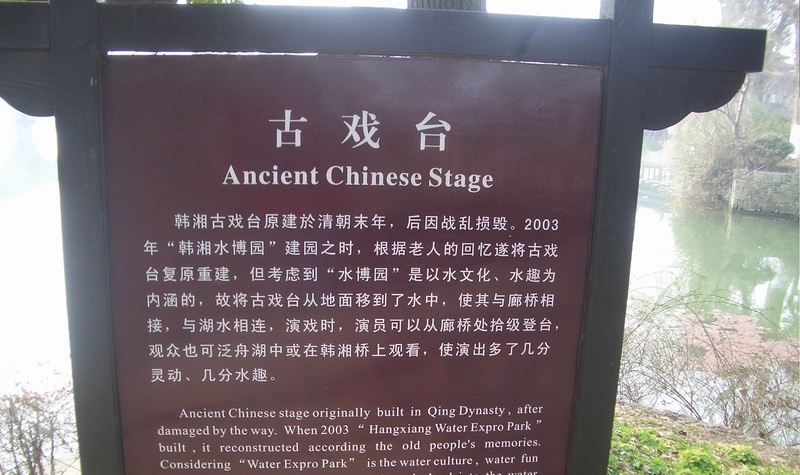 古戏台
Ancient Chinese Stage
韩湘古戏台原建於清朝末年，后因战乱损毁。2003
年“韩湘水博园”建园之时，根据老人的回忆遂将古戏
台复原重建，但考虑到“水博园”是以水文化、水趣为
内涵的，故将古戏台从地面移到了水中，使其与廊桥相
接，与湖水相连，演戏时，演员可以从廊桥处拾级登台，
观众也可泛舟湖中或在韩湘桥上观看，使演出多了几分
灵动、几分水趣。
Ancient Chinese stage originally built in Qing Dynasty, after
damaged by the way. When 2003 “Hangxiang Water Expro Park”
built, it reconstructed according the old people's memories.
Considering “Water Expro Park” is the water culture, water fun
the water